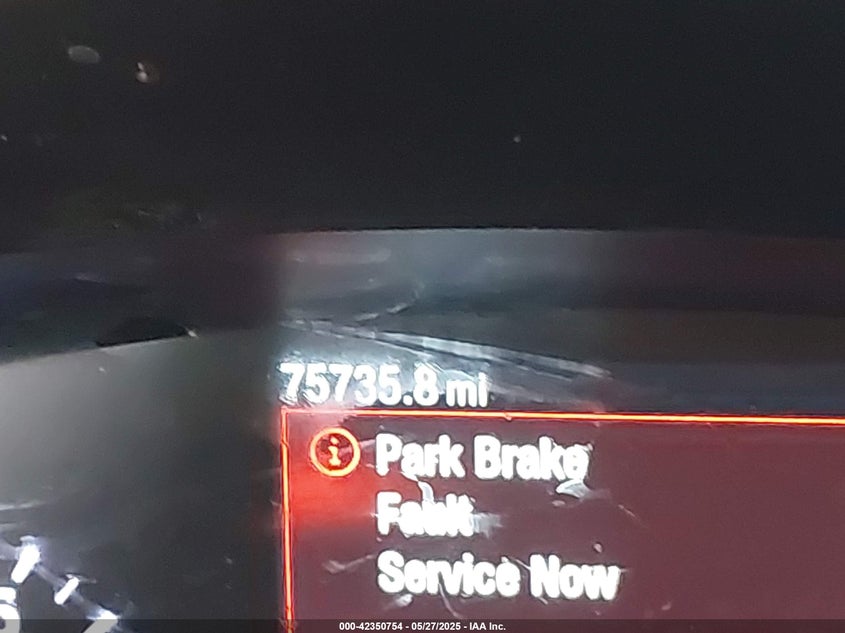 75735.8 mi
Park Brake
Fault
Service Now
000-42350754 - 05/27/2025 - IAA Inc.